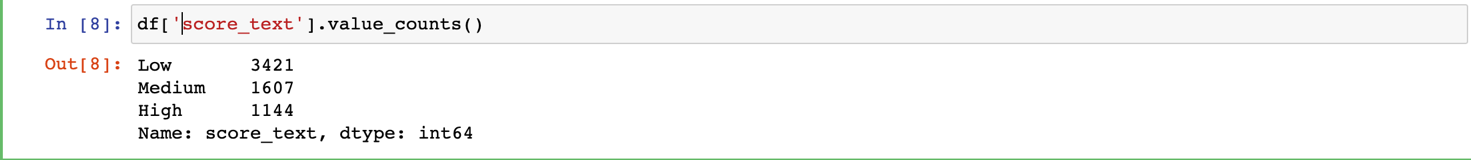 In [8]: df['score_text'].value_counts()
Out[8]: Low       3421
Medium    1607
High      1144
Name: score_text, dtype: int64